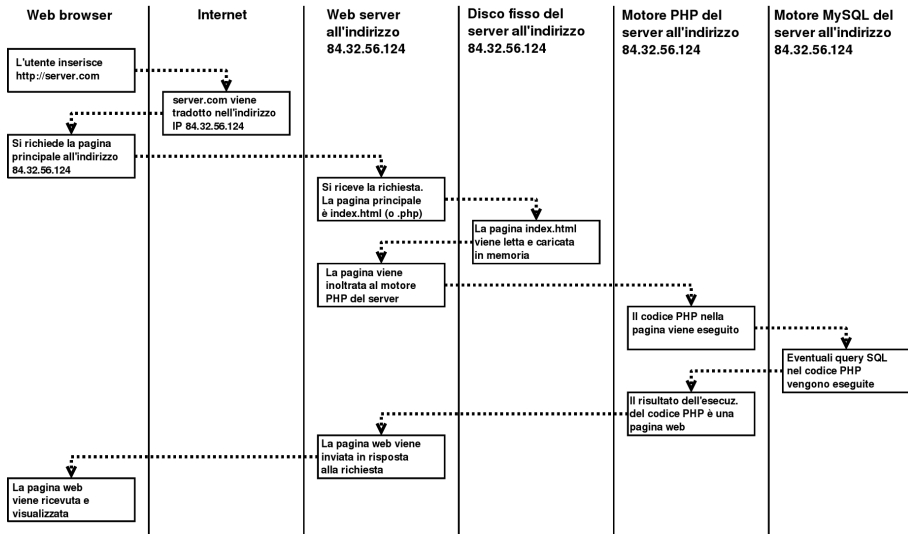 Web browser
Internet
Web server
all'indirizzo
84.32.56.124
Disco fisso del
server all'indirizzo
84.32.56.124
Motore PHP del
server all'indirizzo
84.32.56.124
Motore MySQL del
server all'indirizzo
84.32.56.124
L'utente inserisce
http://server.com
server.com viene
tradotto nell'indirizzo
IP 84.32.56.124
Si richiede la pagina
principale all'indirizzo
84.32.56.124
Si riceve la richiesta.
La pagina principale
è index.html (o .php)
La pagina index.html
viene letta e caricata
in memoria
La pagina viene
inoltrata al motore
PHP del server
Il codice PHP nella
pagina viene eseguito
Eventuali query SQL
nel codice PHP
vengono eseguite
Il risultato dell'esecuz.
del codice PHP è una
pagina web
La pagina web viene
inviata in risposta
alla richiesta
La pagina web
viene ricevuta e
visualizzata